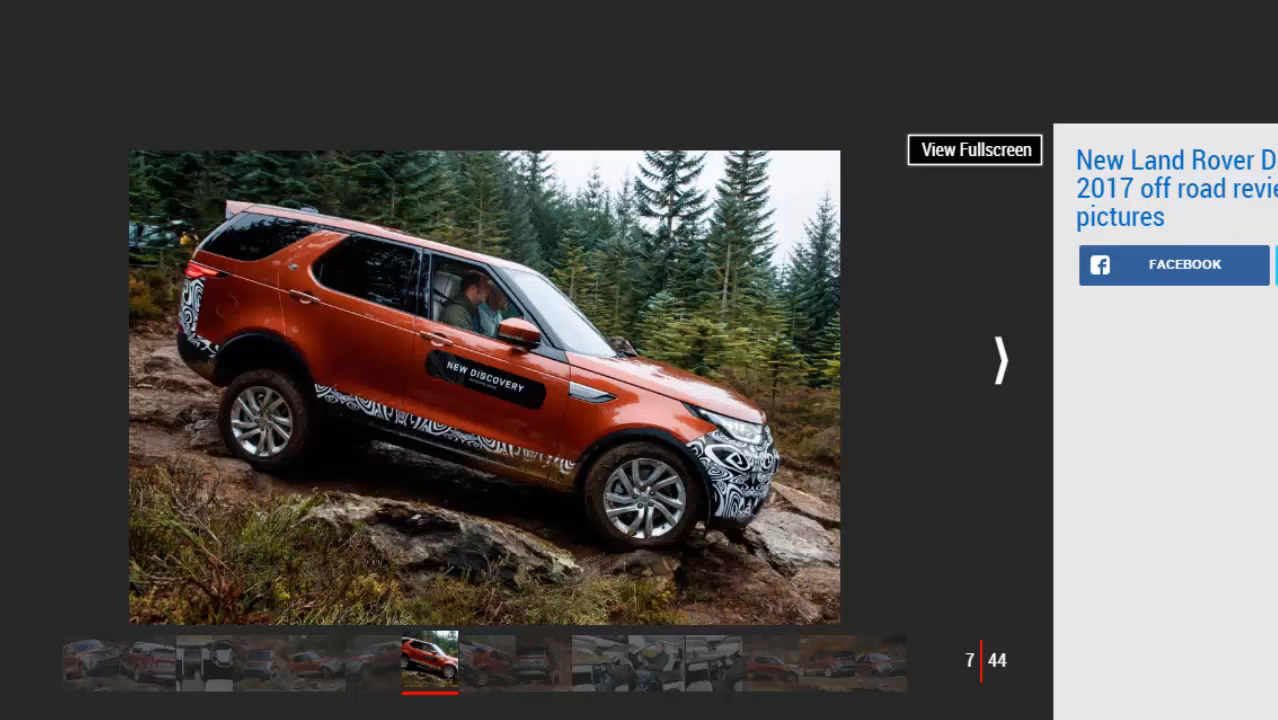 View Fullscreen
New Land Rover D
2017 off road revie
pictures
FACEBOOK
NEW DISCOVERY
7
44